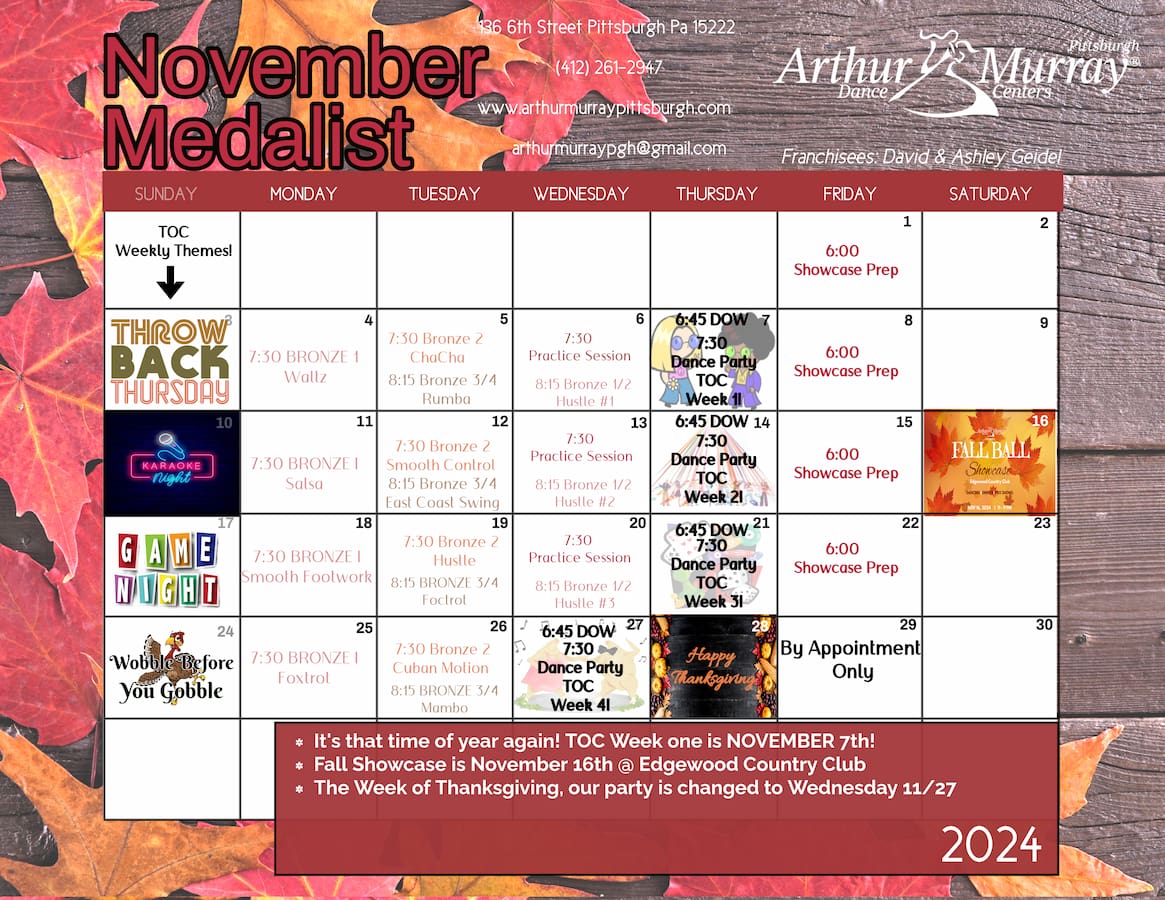 November
Medalist
136 6th Street Pittsburgh Pa 15222
(412) 261-2947
www.arthurmurraypittsburgh.com
arthurmurraypgh@gmail.com
Pittsburgh
Arthur Murray®
Dance Centers
Franchisees: David & Ashley Geidel
SUNDAY MONDAY TUESDAY WEDNESDAY THURSDAY FRIDAY SATURDAY
TOC
Weekly Themes!
1
6:00
Showcase Prep
2
3
THROW
BACK
THURSDAY
4
7:30 BRONZE 1
Waltz
5
7:30 Bronze 2
ChaCha
8:15 Bronze 3/4
Rumba
6
7:30
Practice Session
8:15 Bronze 1/2
Hustle #1
6:45 DOW 7
7:30
Dance Party
TOC
Week 1!
8
6:00
Showcase Prep
9
10
KARAOKE
Night
11
7:30 BRONZE 1
Salsa
12
7:30 Bronze 2
Smooth Control
8:15 Bronze 3/4
East Coast Swing
13
7:30
Practice Session
8:15 Bronze 1/2
Hustle #2
6:45 DOW 14
7:30
Dance Party
TOC
Week 2!
15
6:00
Showcase Prep
16
Arthur Murray
FALL BALL
Showcase
Edgewood Country Club
17
GAME
NIGHT
18
7:30 BRONZE 1
Smooth Footwork
19
7:30 Bronze 2
Hustle
8:15 BRONZE 3/4
Foxtrot
20
7:30
Practice Session
8:15 Bronze 1/2
Hustle #3
6:45 DOW 21
7:30
Dance Party
TOC
Week 3!
22
6:00
Showcase Prep
23
24
Wobble Before
You Gobble
25
7:30 BRONZE 1
Foxtrot
26
7:30 Bronze 2
Cuban Motion
8:15 BRONZE 3/4
Mambo
6:45 DOW 27
7:30
Dance Party
TOC
Week 4!
28
Happy
Thanksgiving
29
By Appointment
Only
30
* It's that time of year again! TOC Week one is NOVEMBER 7th!
* Fall Showcase is November 16th @ Edgewood Country Club
* The Week of Thanksgiving, our party is changed to Wednesday 11/27
2024